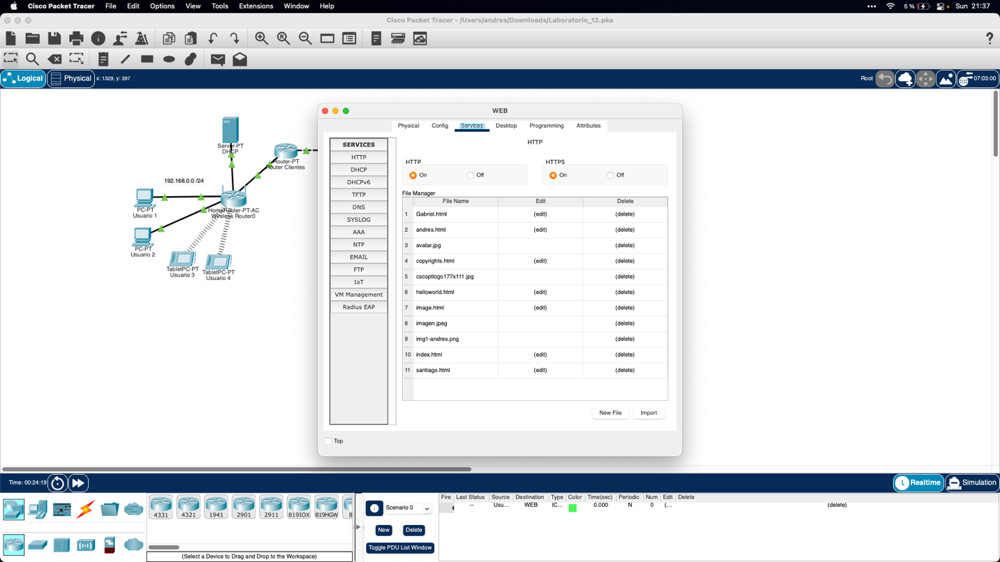 Cisco Packet Tracer File Edit Options View Tools Extensions Window Help ••• 5 % Sun 21:37
Cisco Packet Tracer - /Users/andres/Downloads/Laboratorio_12.pka
Logical Physical x: 1329, y: 397 Root 07:03:00
WEB
Physical Config Services Desktop Programming Attributes
SERVICES
HTTP
DHCP
DHCPv6
TFTP
DNS
SYSLOG
AAA
NTP
EMAIL
FTP
IoT
VM Management
Radius EAP
HTTP
HTTP HTTPS
On Off On Off
File Manager
File Name Edit Delete
1 Gabriel.html (edit) (delete)
2 andres.html (edit) (delete)
3 avatar.jpg (delete)
4 copyrights.html (edit) (delete)
5 cscoptlogo177x111.jpg (delete)
6 helloworld.html (edit) (delete)
7 image.html (edit) (delete)
8 imagen.jpeg (delete)
9 img1-andres.png (delete)
10 index.html (edit) (delete)
11 santiago.html (edit) (delete)
New File Import
Top
Server-PT
DHCP
Router-PT
Router Clientes
192.168.0.0 /24
PC-PT
Usuario 1
HomeRouter-PT-AC
Wireless Router0
PC-PT
Usuario 2
TabletPC-PT
Usuario 3
TabletPC-PT
Usuario 4
Time: 00:24:19 Realtime Simulation
4331 4321 1941 2901 2911 819IOX 819HGW 8
(Select a Device to Drag and Drop to the Workspace)
Scenario 0
New Delete
Toggle PDU List Window
Fire Last Status Source Destination Type Color Time(sec) Periodic Num Edit Delete
-- Usu... WEB IC... 0.000 N 0 (... (delete)